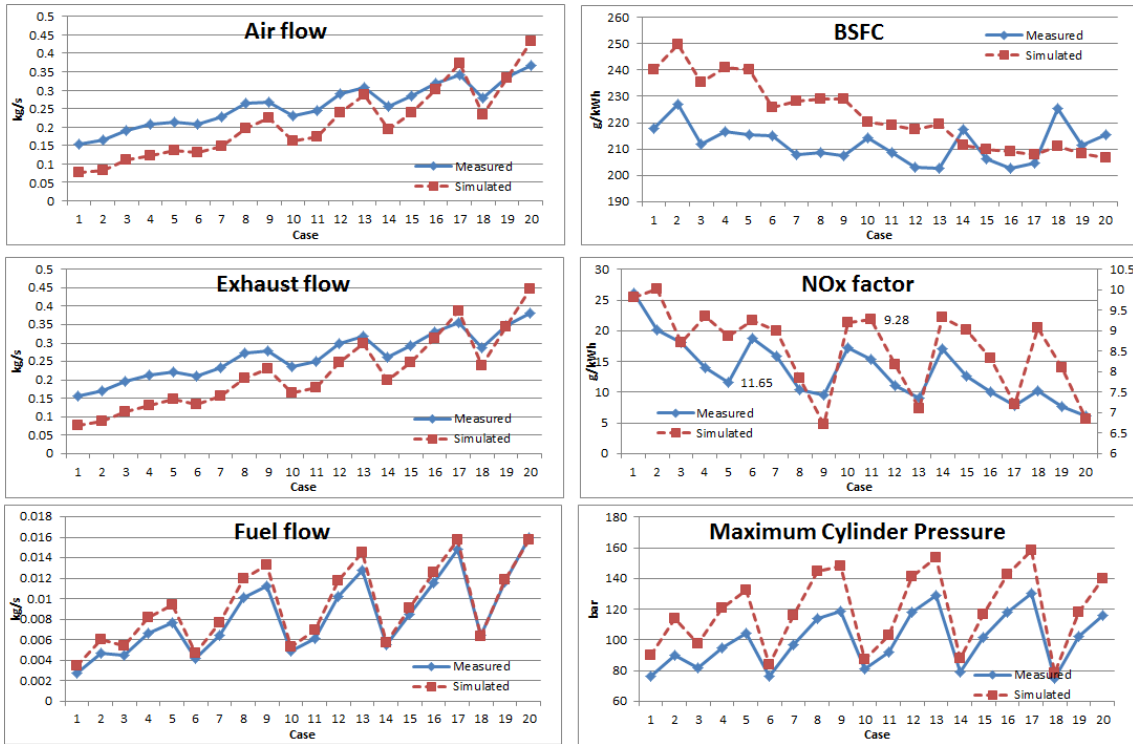 Air flow
0.5
0.45
0.4
0.35
0.3
0.25
0.2
0.15
0.1
0.05
0
kg/s
Measured
Simulated
1 2 3 4 5 6 7 8 9 10 11 12 13 14 15 16 17 18 19 20
Case
BSFC
260
250
240
230
220
210
200
190
g/kWh
Measured
Simulated
1 2 3 4 5 6 7 8 9 10 11 12 13 14 15 16 17 18 19 20
Case
Exhaust flow
0.5
0.45
0.4
0.35
0.3
0.25
0.2
0.15
0.1
0.05
0
kg/s
Measured
Simulated
1 2 3 4 5 6 7 8 9 10 11 12 13 14 15 16 17 18 19 20
Case
NOx factor
30
25
20
15
10
5
0
g/kWh
11.65
9.28
Measured
Simulated
10.5
10
9.5
9
8.5
8
7.5
7
6.5
6
1 2 3 4 5 6 7 8 9 10 11 12 13 14 15 16 17 18 19 20
Case
Fuel flow
0.018
0.016
0.014
0.012
0.01
0.008
0.006
0.004
0.002
0
kg/s
Measured
Simulated
1 2 3 4 5 6 7 8 9 10 11 12 13 14 15 16 17 18 19 20
Case
Maximum Cylinder Pressure
180
160
140
120
100
80
60
bar
Measured
Simulated
1 2 3 4 5 6 7 8 9 10 11 12 13 14 15 16 17 18 19 20
Case